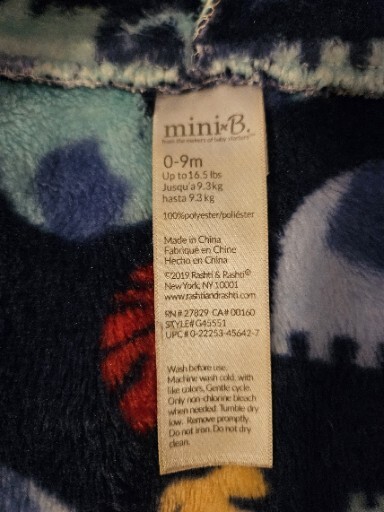 mini B.
from the makers of baby starters™
0-9m
Up to 16.5 lbs
Jusqu'a 9.3kg
hasta 9.3 kg
100%polyester/poliéster
Made in China
Fabriqué en Chine
Hecho en China
©2019 Rashti & Rashti®
New York, NY 10001
www.rashtiandrashti.com
RN# 27829 CA# 00160
STYLE# G45551
UPC# 0-22253-45642-7
Wash before use.
Machine wash cold, with
like colors, Gentle cycle.
Only non-chlorine bleach
when needed. Tumble dry
low. Remove promptly.
Do not iron. Do not dry
clean.